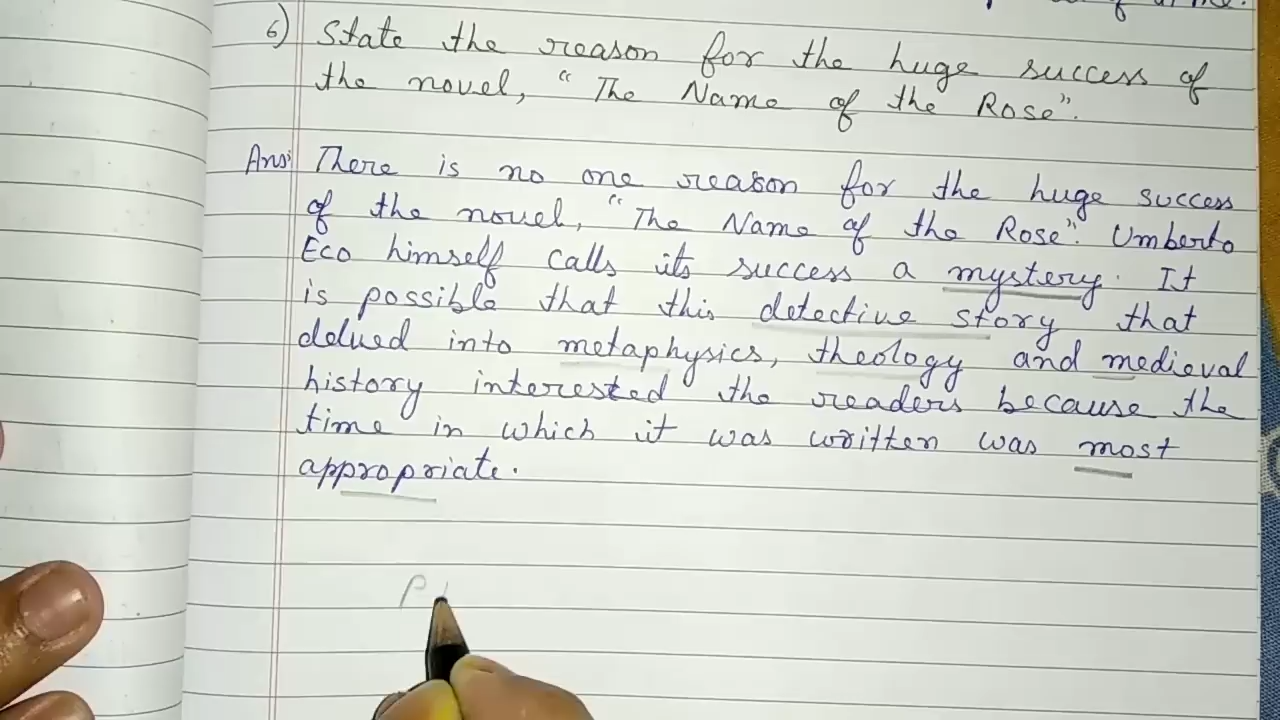 6) State the reason for the huge success of
the novel, "The Name of the Rose".
Ans: There is no one reason for the huge success
of the novel, "The Name of the Rose". Umberto
Eco himself calls its success a mystery. It
is possible that this detective story that
delved into metaphysics, theology and medieval
history interested the readers because the
time in which it was written was most
appropriate.